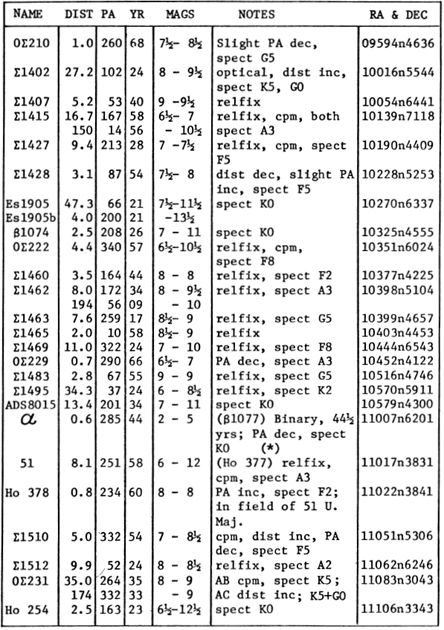 NAME DIST PA YR MAGS NOTES RA & DEC
OΣ210 1.0 260 68 7½- 8½ Slight PA dec, 09594n4636
spect G5
Σ1402 27.2 102 24 8 - 9½ optical, dist inc, 10016n5544
spect K5, G0
Σ1407 5.2 53 40 9 -9½ relfix 10054n6441
Σ1415 16.7 167 58 6½- 7 relfix, cpm, both 10139n7118
150 14 56 - 10½ spect A3
Σ1427 9.4 213 28 7 -7½ relfix, cpm, spect 10190n4409
F5
Σ1428 3.1 87 54 7½- 8 dist dec, slight PA 10228n5253
inc, spect F5
Es1905 47.3 66 21 7½-11½ spect K0 10270n6337
Es1905b 4.0 200 21 -13½
β1074 2.5 208 26 7 - 11 spect K0 10325n4555
OΣ222 4.4 340 57 6½-10½ relfix, cpm, 10351n6024
spect F8
Σ1460 3.5 164 44 8 - 8 relfix, spect F2 10377n4225
Σ1462 8.0 172 34 8 - 9½ relfix, spect A3 10398n5104
194 56 09 - 10
Σ1463 7.6 259 17 8½- 9 relfix, spect G5 10399n4657
Σ1465 2.0 10 58 8½- 9 relfix 10403n4453
Σ1469 11.0 322 24 7 - 10 relfix, spect F8 10444n6543
OΣ229 0.7 290 66 6½- 7 PA dec, spect A3 10452n4122
Σ1483 2.8 67 55 9 - 9 relfix, spect G5 10516n4746
Σ1495 34.3 37 24 6 - 8½ relfix, spect K2 10570n5911
ADS8015 13.4 201 34 7 - 11 spect K0 10579n4300
α 0.6 285 44 2 - 5 (β1077) Binary, 44½ 11007n6201
yrs; PA dec, spect
K0 (*)
51 8.1 251 58 6 - 12 (Ho 377) relfix, 11017n3831
cpm, spect A3
Ho 378 0.8 234 60 8 - 8 PA inc, spect F2; 11022n3841
in field of 51 U.
Maj.
Σ1510 5.0 332 54 7 - 8½ cpm, dist inc, PA 11051n5306
dec, spect F5
Σ1512 9.9 52 24 8 - 8½ relfix, spect A2 11062n6246
OΣ231 35.0 264 35 8 - 9 AB cpm, spect K5; 11083n3043
174 332 33 - 9 AC dist inc; K5+G0
Ho 254 2.5 163 23 6½-12½ spect K0 11106n3343